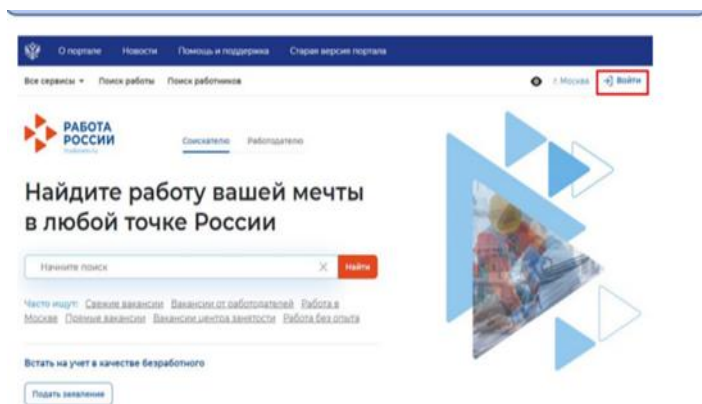 О портале Новости Помощь и поддержка Старая версия портала
Все сервисы Поиск работы Поиск работников г. Москва Войти
РАБОТА
РОССИИ
Соискателю Работодателю
Найдите работу вашей мечты
в любой точке России
Начните поиск Найти
Часто ищут: Свежие вакансии Вакансии от работодателей Работа в
Москве Прямые вакансии Вакансии центра занятости Работа без опыта
Встать на учет в качестве безработного
Подать заявление